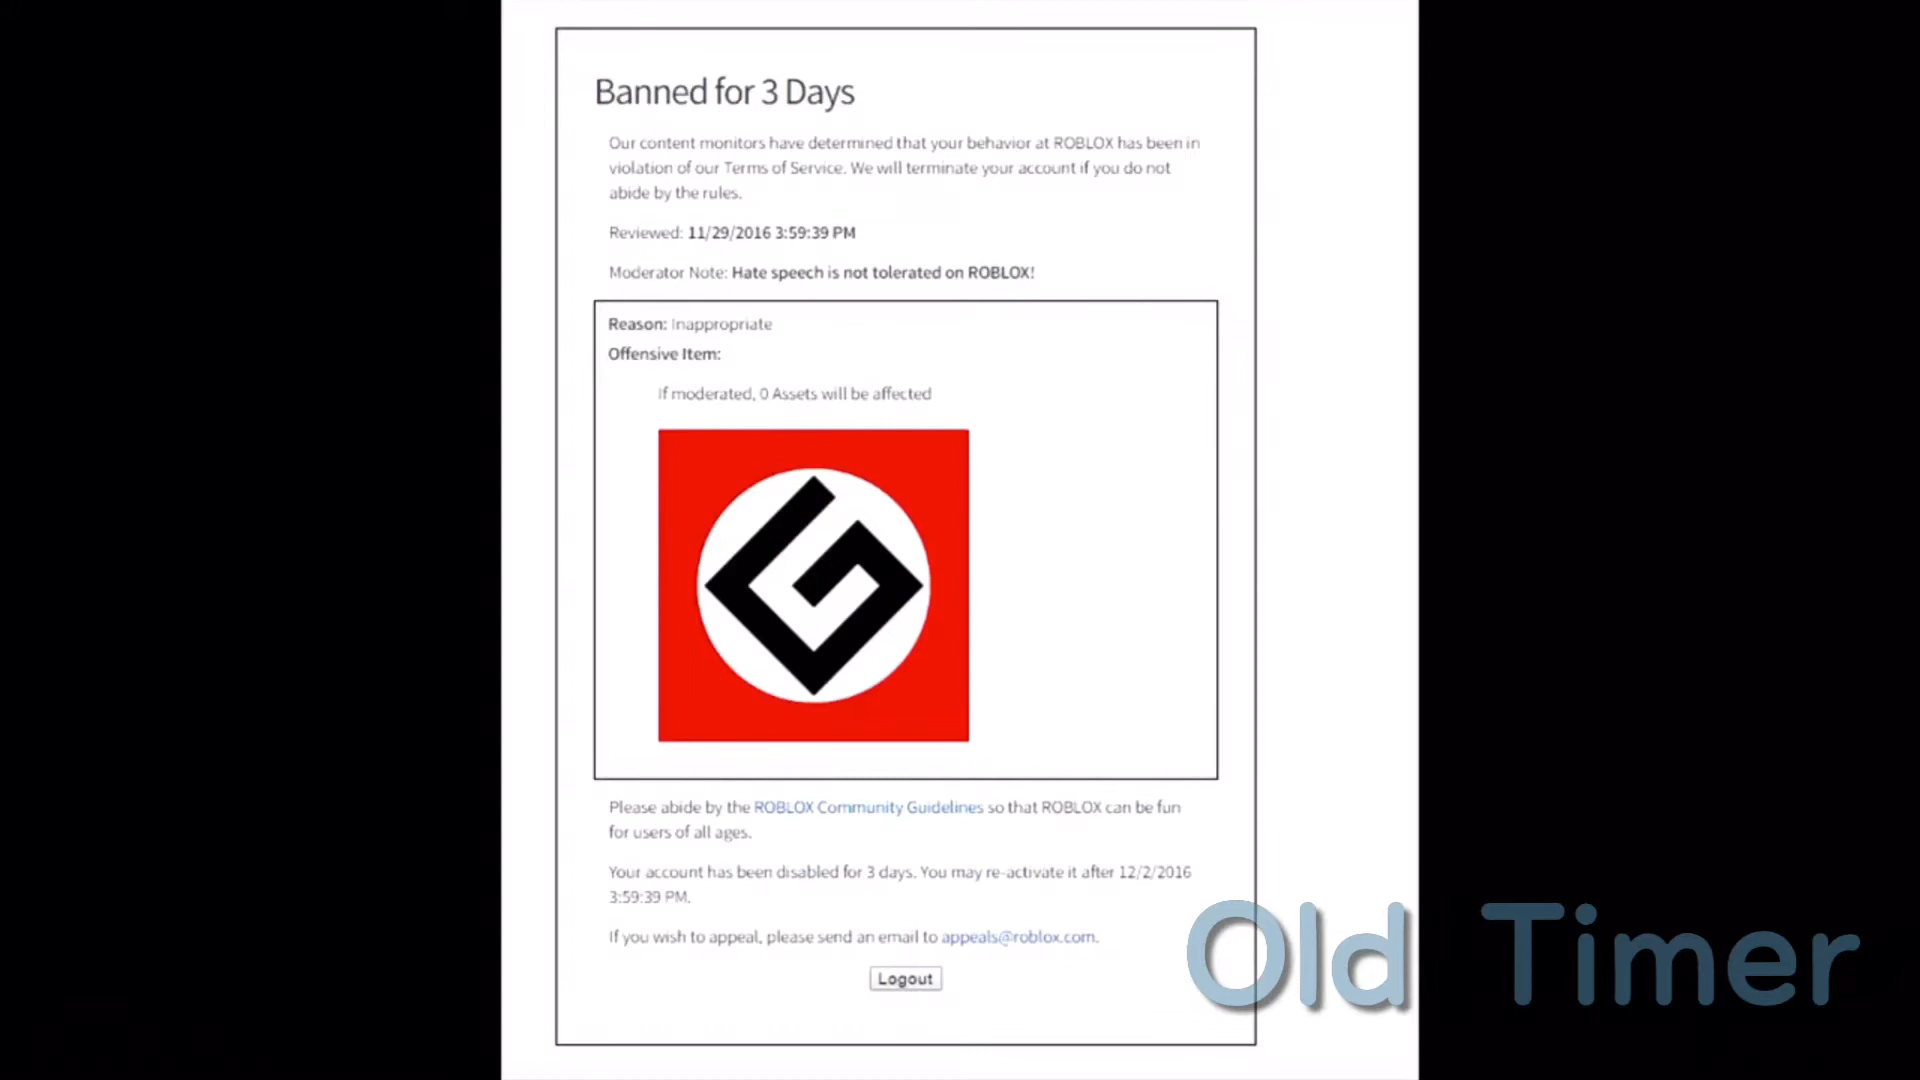 Banned for 3 Days
Our content monitors have determined that your behavior at ROBLOX has been in
violation of our Terms of Service. We will terminate your account if you do not
abide by the rules.
Reviewed: 11/29/2016 3:59:39 PM
Moderator Note: Hate speech is not tolerated on ROBLOX!
Reason: Inappropriate
Offensive Item:
If moderated, 0 Assets will be affected
G
Please abide by the ROBLOX Community Guidelines so that ROBLOX can be fun
for users of all ages.
Your account has been disabled for 3 days. You may re-activate it after 12/2/2016
3:59:39 PM.
If you wish to appeal, please send an email to appeals@roblox.com.
Logout
Old Timer